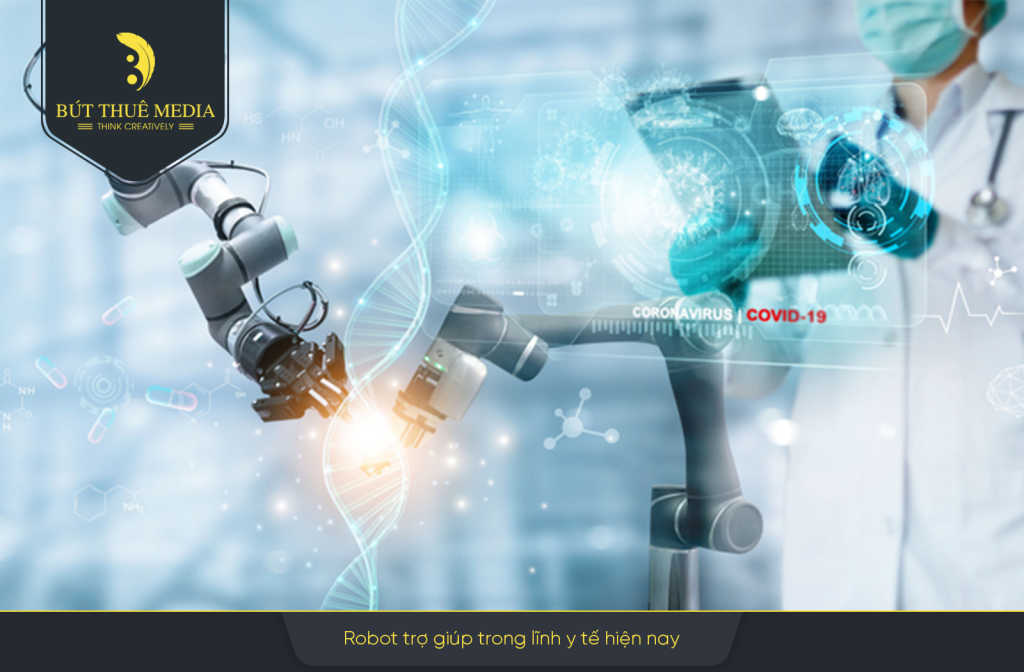 BÚT THUÊ MEDIA
THINK CREATIVELY
HS
OH
HN
CORONAVIRUS | COVID-19
NH
OH
N
H
NH₂
Robot trợ giúp trong lĩnh y tế hiện nay